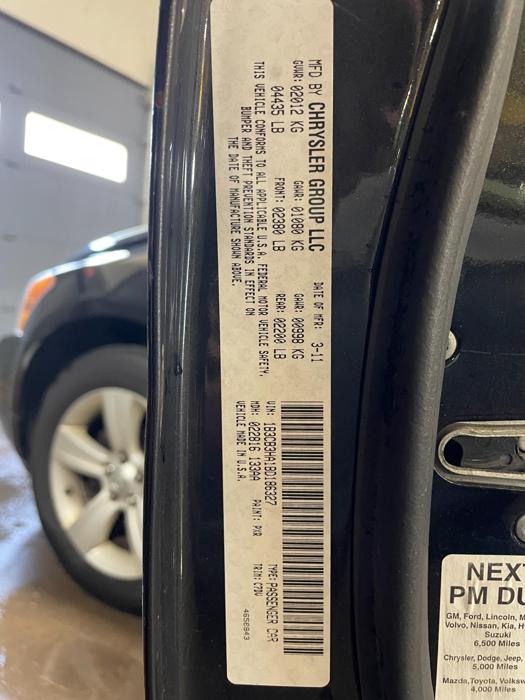 MFD BY CHRYSLER GROUP LLC
DATE OF MFR: 3-11
GVWR: 02012 KG
GAWR: 01080 KG
GAWR: 00998 KG
04435 LB
FRONT: 02380 LB
REAR: 02200 LB
THIS VEHICLE CONFORMS TO ALL APPLICABLE U.S.A. FEDERAL MOTOR VEHICLE SAFETY,
BUMPER AND THEFT PREVENTION STANDARDS IN EFFECT ON
THE DATE OF MANUFACTURE SHOWN ABOVE.
VIN: 1B3CB3HA1BD186327
TYPE: PASSENGER CAR
MDH: 022816 133AA
PAINT: PXR
TRIM: C7DV
VEHICLE MADE IN U.S.A.
NEXT
PM DU
GM, Ford, Lincoln, M
Volvo, Nissan, Kia, H
Suzuki
6,500 Miles
Chrysler, Dodge, Jeep,
5,000 Miles
Mazda, Toyota, Volksw
4,000 Miles